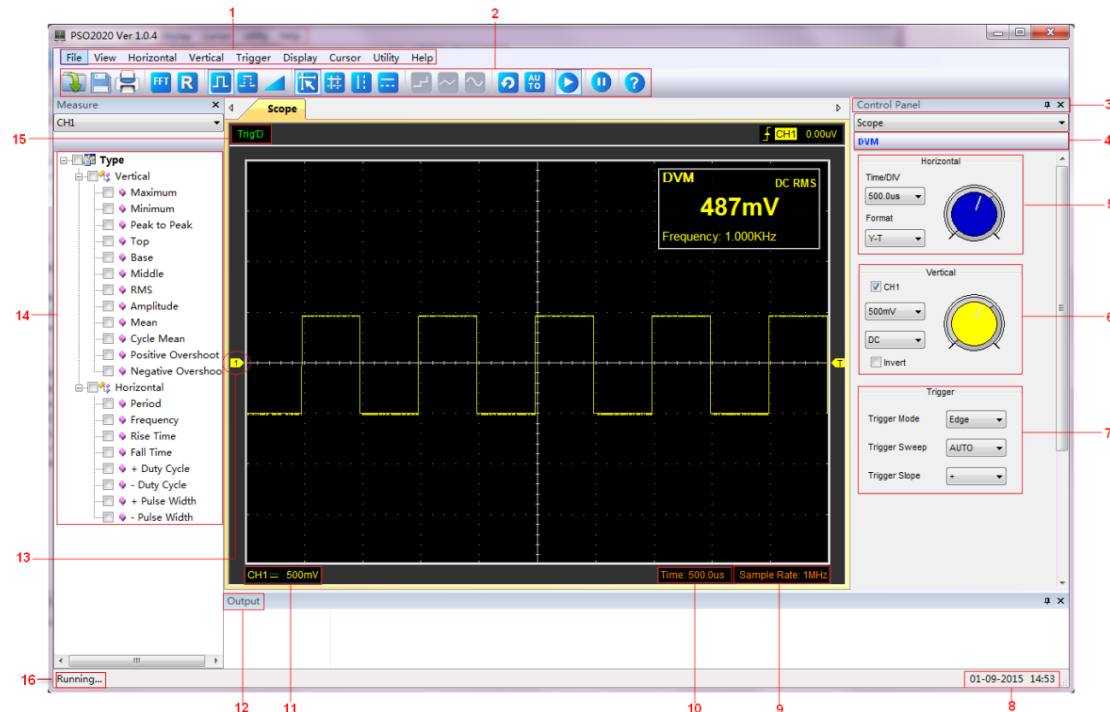 1
2
PSO2020 Ver 1.0.4
File View Horizontal Vertical Trigger Display Cursor Utility Help
FFT R AUTO ?
Measure
CH1
Type
Vertical
Maximum
Minimum
Peak to Peak
Top
Base
Middle
RMS
Amplitude
Mean
Cycle Mean
Positive Overshoot
Negative Overshoo
Horizontal
Period
Frequency
Rise Time
Fall Time
+ Duty Cycle
- Duty Cycle
+ Pulse Width
- Pulse Width
15
14
13
16
Scope
Trig'D
CH1 0.00uV
DVM DC RMS
487mV
Frequency: 1.000KHz
1
T
CH1 500mV
Time: 500.0us
Sample Rate: 1MHz
Control Panel
Scope
DVM
Horizontal
Time/DIV
500.0us
Format
Y-T
Vertical
CH1
500mV
DC
Invert
Trigger
Trigger Mode Edge
Trigger Sweep AUTO
Trigger Slope +
3
4
5
6
7
Output
Running...
01-09-2015 14:53
12
11
10
9
8